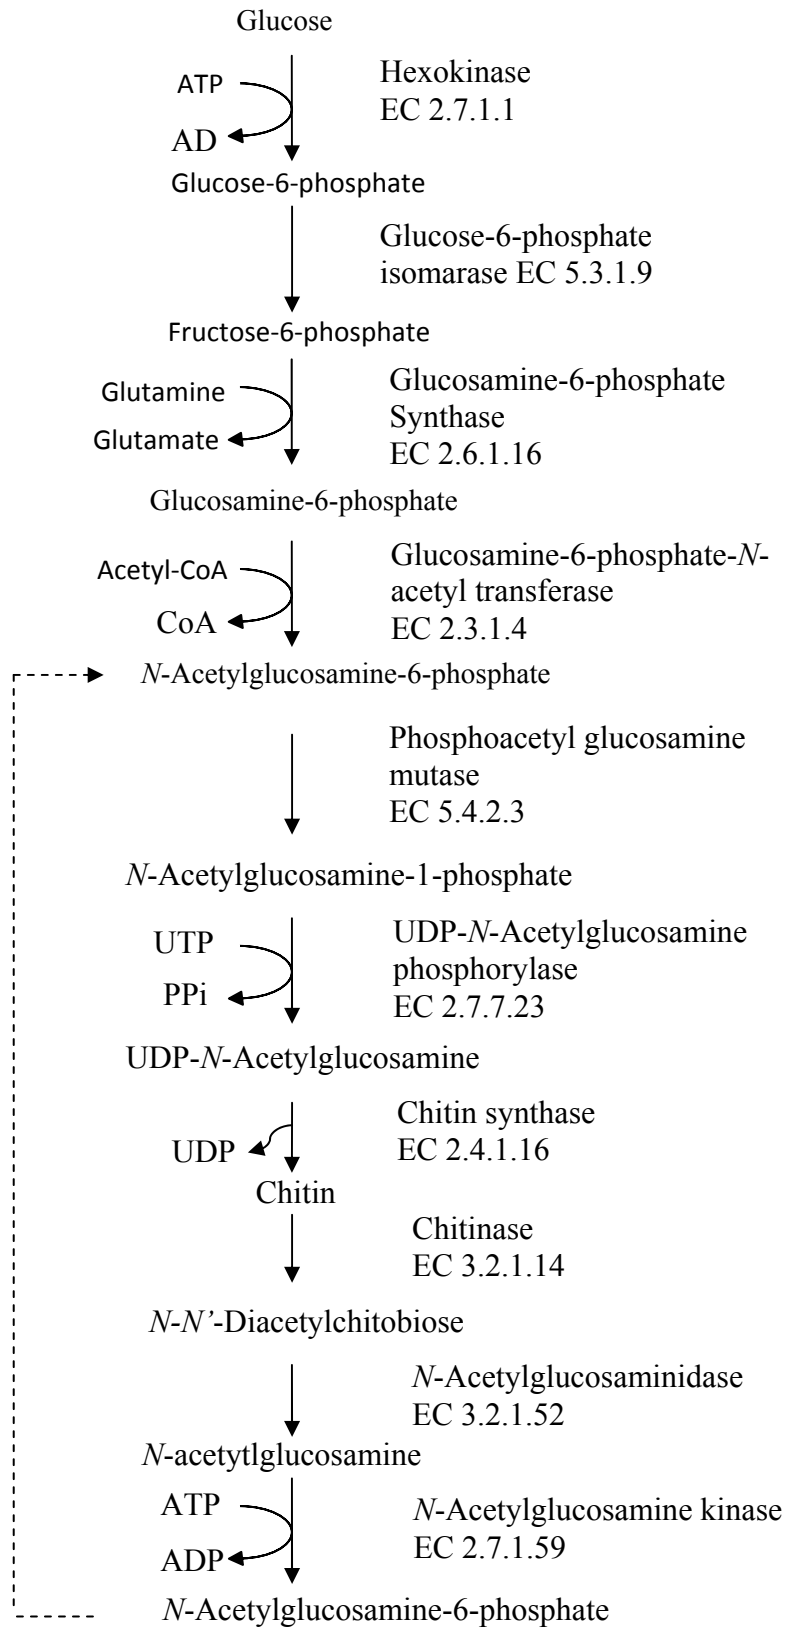 Glucose
ATP
Hexokinase
EC 2.7.1.1
AD
Glucose-6-phosphate
Glucose-6-phosphate
isomarase EC 5.3.1.9
Fructose-6-phosphate
Glutamine
Glutamate
Glucosamine-6-phosphate
Synthase
EC 2.6.1.16
Glucosamine-6-phosphate
Acetyl-CoA
CoA
Glucosamine-6-phosphate-N-
acetyl transferase
EC 2.3.1.4
N-Acetylglucosamine-6-phosphate
Phosphoacetyl glucosamine
mutase
EC 5.4.2.3
N-Acetylglucosamine-1-phosphate
UTP
PPi
UDP-N-Acetylglucosamine
phosphorylase
EC 2.7.7.23
UDP-N-Acetylglucosamine
UDP
Chitin synthase
EC 2.4.1.16
Chitin
Chitinase
EC 3.2.1.14
N-N’-Diacetylchitobiose
N-Acetylglucosaminidase
EC 3.2.1.52
N-acetytlglucosamine
ATP
ADP
N-Acetylglucosamine kinase
EC 2.7.1.59
N-Acetylglucosamine-6-phosphate